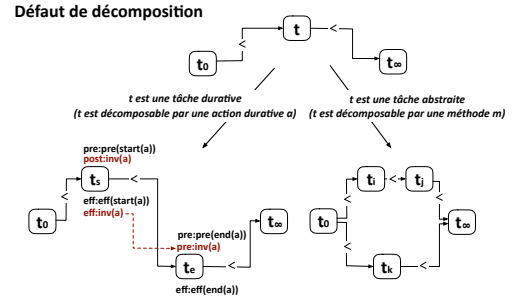 Défaut de décomposition
t
<
<
t0
t∞
t est une tâche durative
(t est décomposable par une action durative a)
t est une tâche abstraite
(t est décomposable par une méthode m)
pre:pre(start(a))
post:inv(a)
ts
<
<
t0
eff:eff(start(a))
eff:inv(a)
pre:pre(end(a))
pre:inv(a)
t∞
te
<
eff:eff(end(a))
ti
<
tj
<
<
t0
t∞
<
tk
<